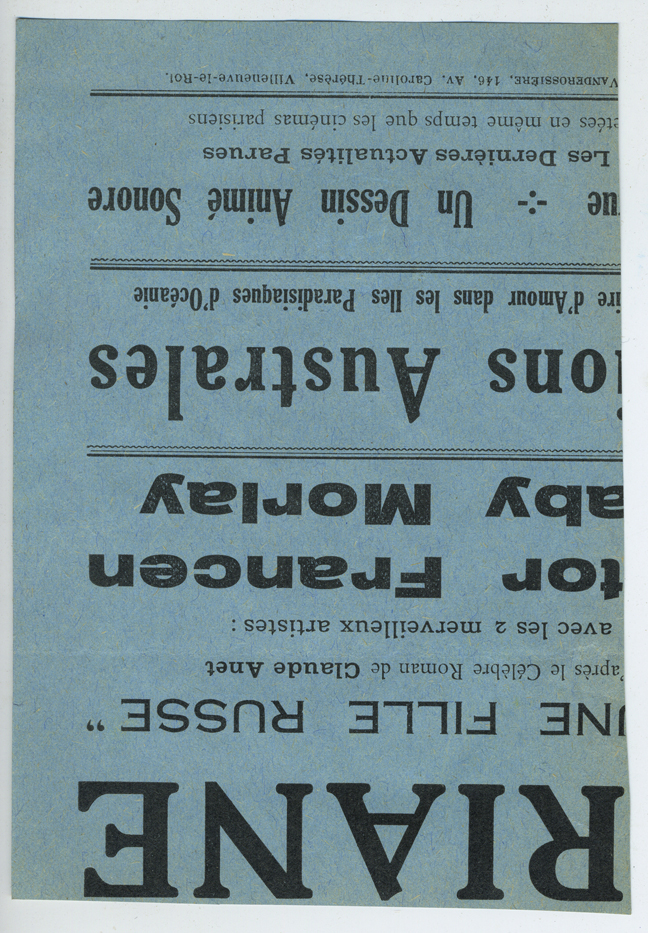 RIANE
UNE FILLE RUSSE "
'après le Célèbre Roman de Claude Anet
avec les 2 merveilleux artistes :
tor Francen
aby Morlay
ions Australes
ire d'Amour dans les Iles Paradisiaques d'Océanie
ue -:- Un Dessin Animé Sonore
Les Dernières Actualités Parues
etées en même temps que les cinémas parisiens
VANDEROSSIÈRE, 146, Av. Caroline-Thérèse, Villeneuve-le-Roi.